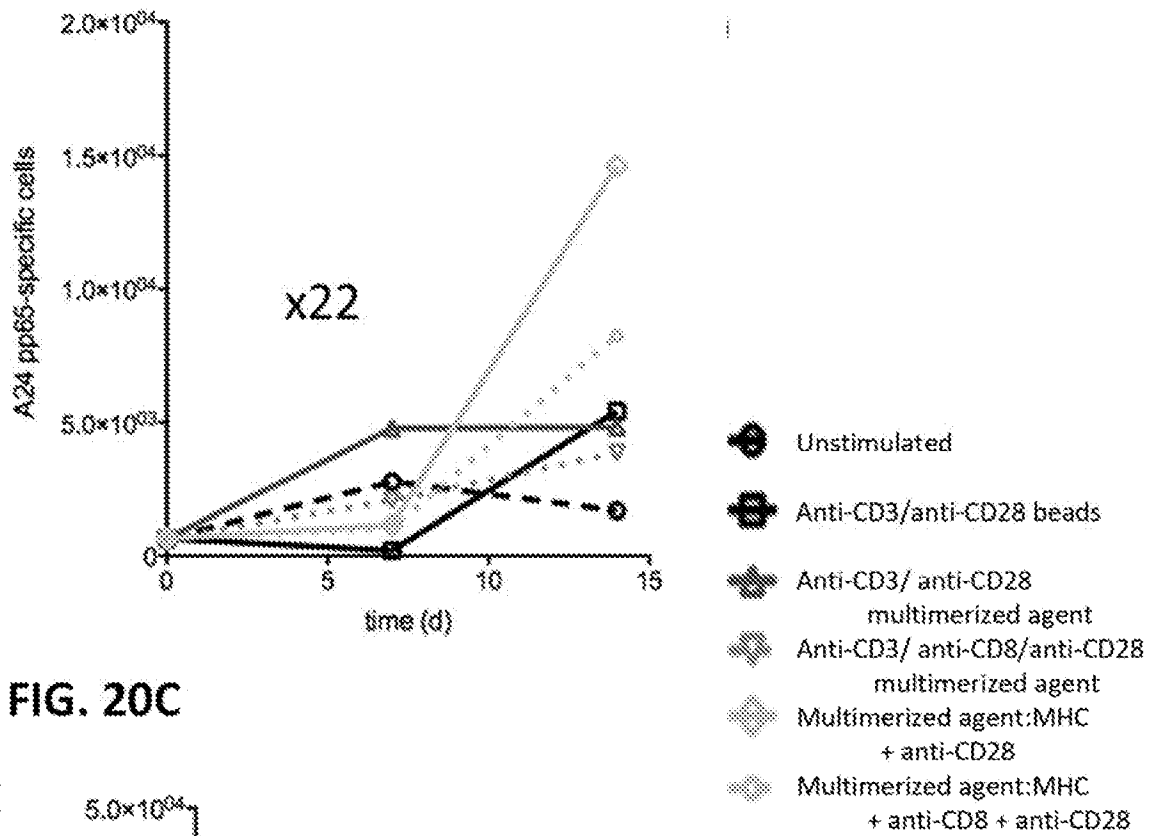 2.0×10⁰⁴
1.5×10⁰⁴
1.0×10⁰⁴
5.0×10⁰³
0
A24 pp65-specific cells
x22
0 5 10 15
time (d)
Unstimulated
Anti-CD3/anti-CD28 beads
Anti-CD3/ anti-CD28
multimerized agent
Anti-CD3/ anti-CD8/anti-CD28
multimerized agent
Multimerized agent:MHC
+ anti-CD28
Multimerized agent:MHC
+ anti-CD8 + anti-CD28
FIG. 20C
5.0×10⁰⁴